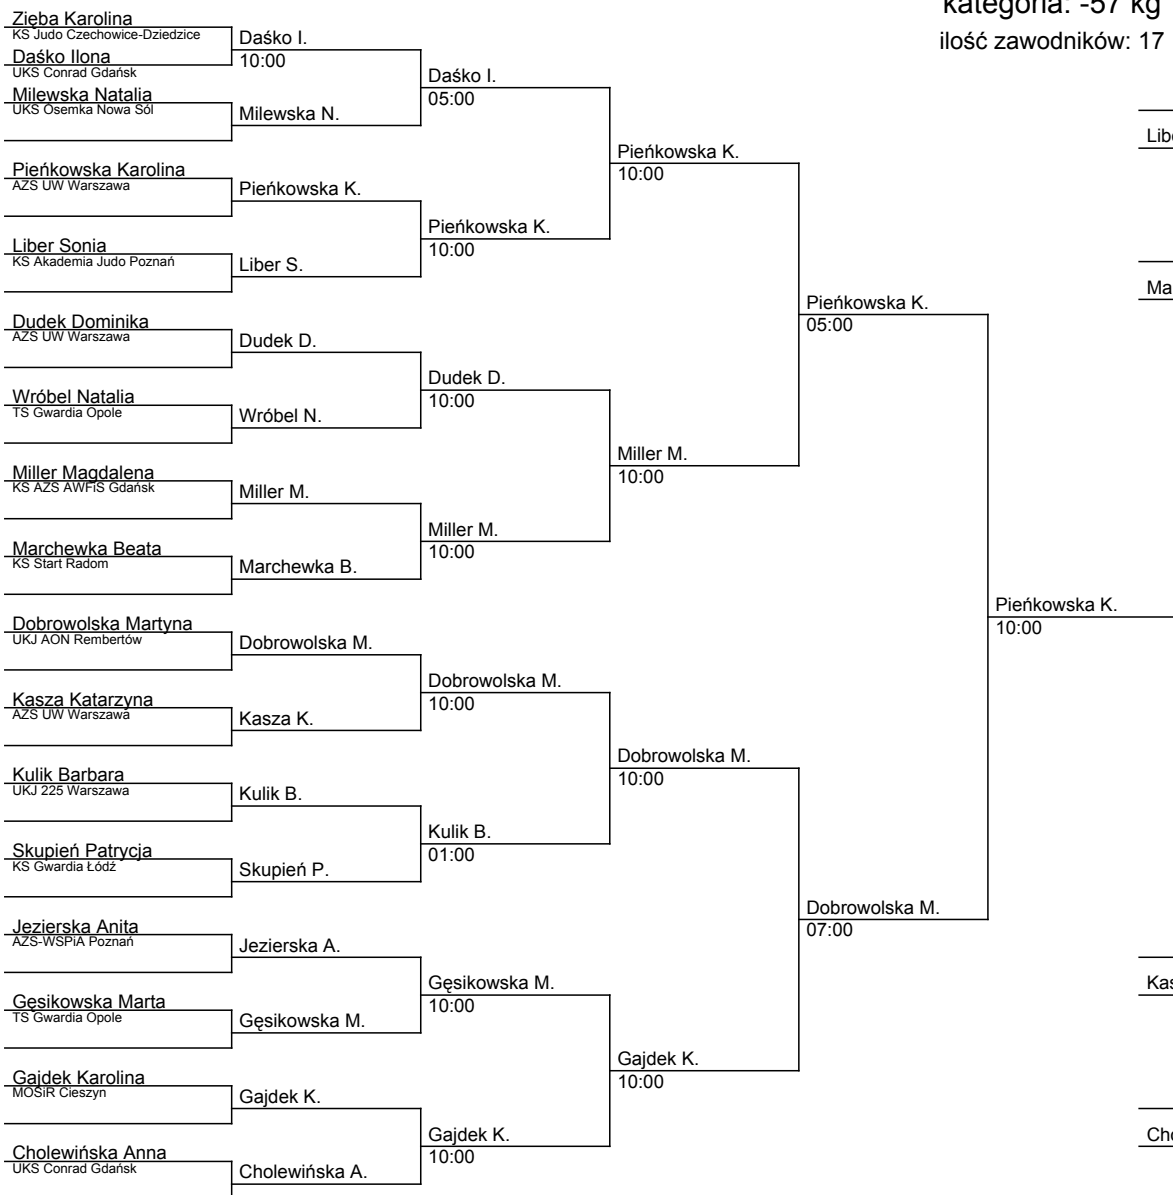 kategoria: -57 kg
ilość zawodników: 17
Zięba Karolina
KS Judo Czechowice-Dziedzice
Daśko Ilona
UKS Conrad Gdańsk
Milewska Natalia
UKS Ósemka Nowa Sól
Pieńkowska Karolina
AZS UW Warszawa
Liber Sonia
KS Akademia Judo Poznań
Dudek Dominika
AZS UW Warszawa
Wróbel Natalia
TS Gwardia Opole
Miller Magdalena
KS AZS AWFiS Gdańsk
Marchewka Beata
KS Start Radom
Dobrowolska Martyna
UKJ AON Rembertów
Kasza Katarzyna
AZS UW Warszawa
Kulik Barbara
UKJ 225 Warszawa
Skupień Patrycja
KS Gwardia Łódź
Jezierska Anita
AZS-WSPiA Poznań
Gęsikowska Marta
TS Gwardia Opole
Gajdek Karolina
MOSiR Cieszyn
Cholewińska Anna
UKS Conrad Gdańsk
Daśko I.
10:00
Milewska N.
Pieńkowska K.
Liber S.
Dudek D.
Wróbel N.
Miller M.
Marchewka B.
Dobrowolska M.
Kasza K.
Kulik B.
Skupień P.
Jezierska A.
Gęsikowska M.
Gajdek K.
Cholewińska A.
Daśko I.
05:00
Pieńkowska K.
10:00
Dudek D.
10:00
Miller M.
10:00
Dobrowolska M.
10:00
Kulik B.
01:00
Gęsikowska M.
10:00
Gajdek K.
10:00
Pieńkowska K.
10:00
Miller M.
10:00
Dobrowolska M.
10:00
Gajdek K.
10:00
Pieńkowska K.
05:00
Dobrowolska M.
07:00
Pieńkowska K.
10:00